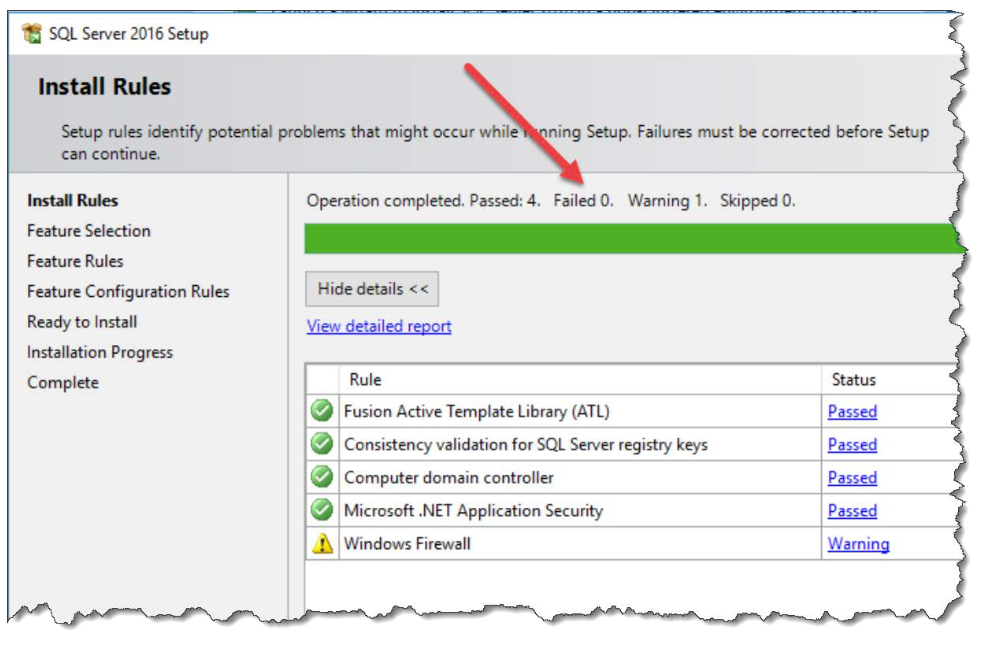 SQL Server 2016 Setup
Install Rules
Setup rules identify potential problems that might occur while running Setup. Failures must be corrected before Setup
can continue.
Install Rules
Feature Selection
Feature Rules
Feature Configuration Rules
Ready to Install
Installation Progress
Complete
Operation completed. Passed: 4. Failed 0. Warning 1. Skipped 0.
Hide details <<
View detailed report
Rule Status
Fusion Active Template Library (ATL) Passed
Consistency validation for SQL Server registry keys Passed
Computer domain controller Passed
Microsoft .NET Application Security Passed
Windows Firewall Warning